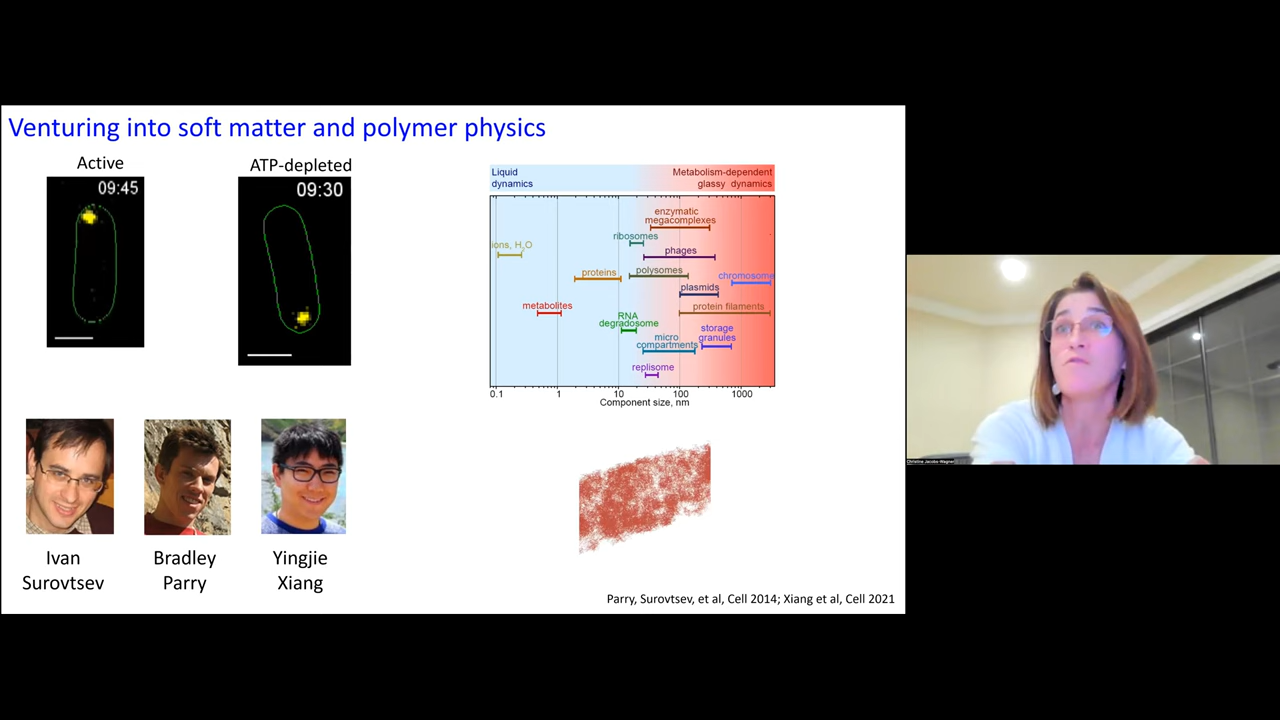 Venturing into soft matter and polymer physics
Active
ATP-depleted
09:45
09:30
Liquid
dynamics
Metabolism-dependent
glassy dynamics
enzymatic
megacomplexes
ribosomes
ions, H2O
phages
proteins
polysomes
chromosome
plasmids
metabolites
protein filaments
RNA
degradosome
storage
granules
micro
compartments
replisome
0.1 1 10 100 1000
Component size, nm
Ivan
Surovtsev
Bradley
Parry
Yingjie
Xiang
Parry, Surovtsev, et al, Cell 2014; Xiang et al, Cell 2021
Christine Jacobs-Wagner